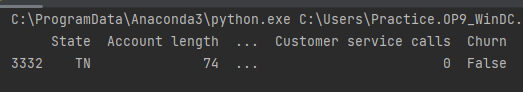 C:\ProgramData\Anaconda3\python.exe C:\Users\Practice.OP9_WinDC.
State Account length ... Customer service calls Churn
3332 TN 74 ... 0 False